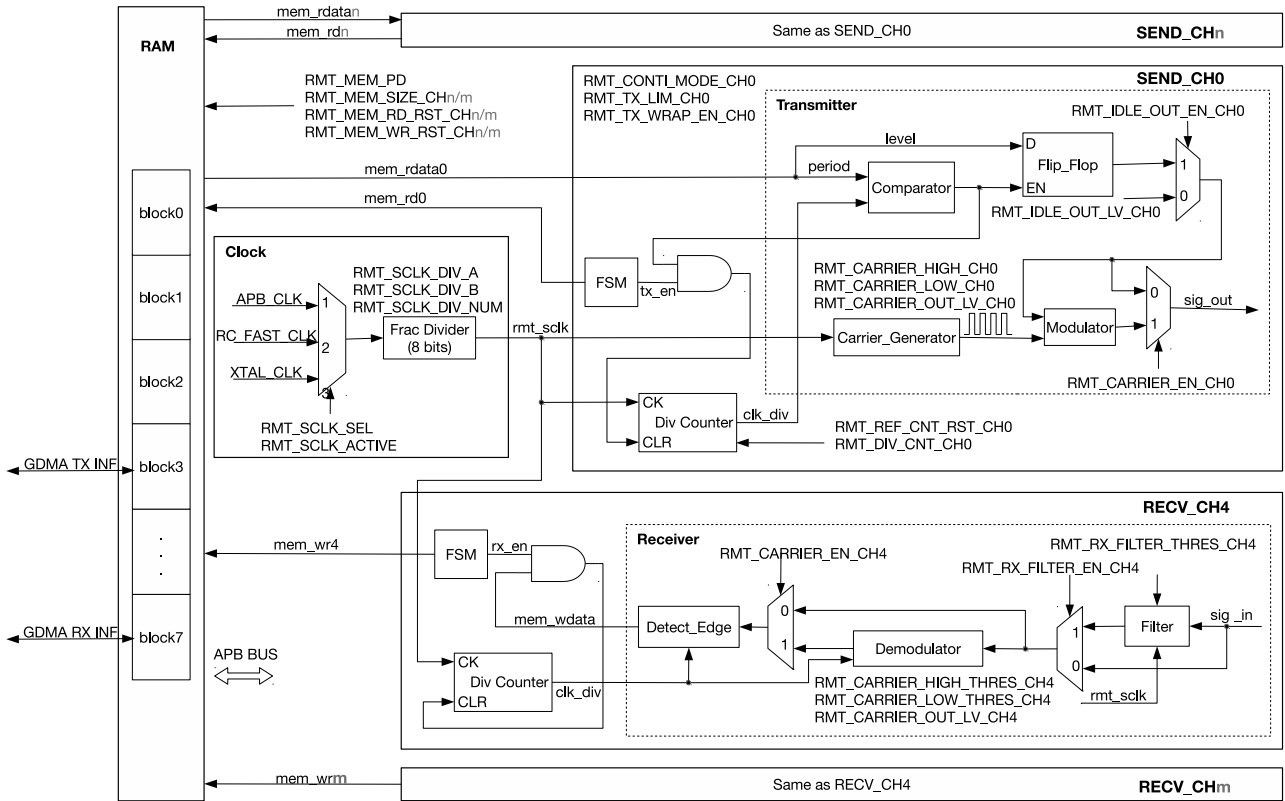 mem_rdatan
mem_rdn
Same as SEND_CH0
SEND_CHn
RAM
RMT_MEM_PD
RMT_MEM_SIZE_CHn/m
RMT_MEM_RD_RST_CHn/m
RMT_MEM_WR_RST_CHn/m
RMT_CONTI_MODE_CH0
RMT_TX_LIM_CH0
RMT_TX_WRAP_EN_CH0
SEND_CH0
Transmitter
RMT_IDLE_OUT_EN_CH0
level
period
mem_rdata0
mem_rd0
Comparator
D
Flip_Flop
EN
1
0
RMT_IDLE_OUT_LV_CH0
block0
block1
block2
block3
.
.
.
block7
Clock
RMT_SCLK_DIV_A
RMT_SCLK_DIV_B
RMT_SCLK_DIV_NUM
APB_CLK
RC_FAST_CLK
XTAL_CLK
1
2
3
Frac Divider
(8 bits)
rmt_sclk
RMT_SCLK_SEL
RMT_SCLK_ACTIVE
FSM
tx_en
RMT_CARRIER_HIGH_CH0
RMT_CARRIER_LOW_CH0
RMT_CARRIER_OUT_LV_CH0
Carrier_Generator
Modulator
0
1
sig_out
RMT_CARRIER_EN_CH0
CK
Div Counter
CLR
clk_div
RMT_REF_CNT_RST_CH0
RMT_DIV_CNT_CH0
GDMA TX INF
GDMA RX INF
APB BUS
RECV_CH4
mem_wr4
FSM
rx_en
Receiver
RMT_CARRIER_EN_CH4
RMT_RX_FILTER_THRES_CH4
RMT_RX_FILTER_EN_CH4
mem_wdata
Detect_Edge
0
1
Demodulator
1
0
Filter
sig _in
rmt_sclk
CK
Div Counter
CLR
clk_div
RMT_CARRIER_HIGH_THRES_CH4
RMT_CARRIER_LOW_THRES_CH4
RMT_CARRIER_OUT_LV_CH4
mem_wrm
Same as RECV_CH4
RECV_CHm